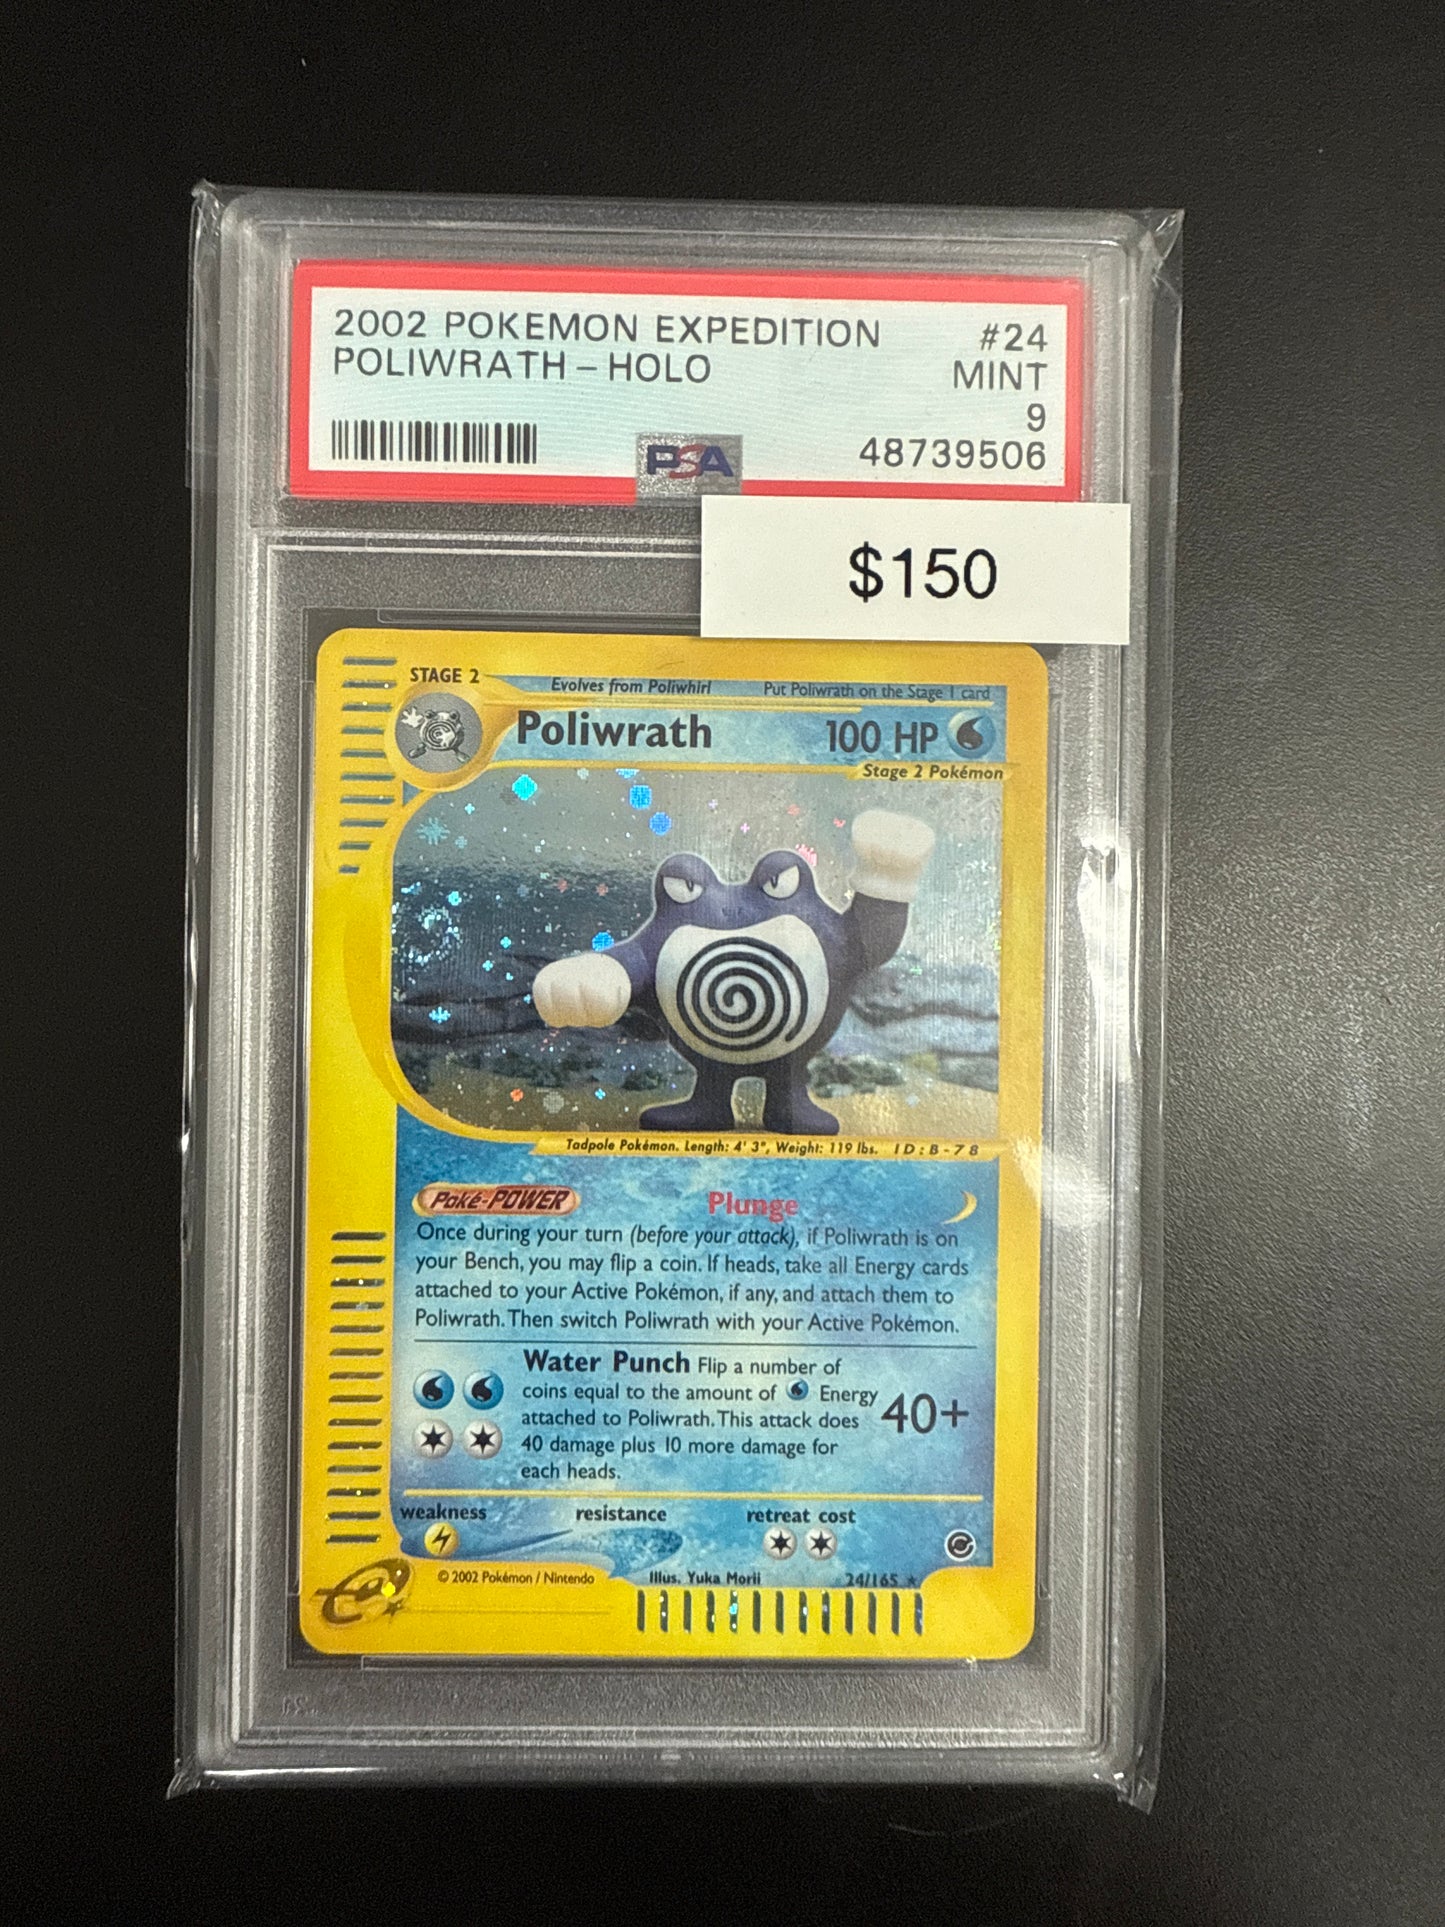 2002 POKEMON EXPEDITION #24
POLIWRATH - HOLO MINT
9
PSA 48739506
$150
STAGE 2 Evolves from Poliwhirl Put Poliwrath on the Stage 1 card
Poliwrath 100 HP
Stage 2 Pokémon
Tadpole Pokémon. Length: 4' 3", Weight: 119 lbs. ID:B-78
Poké-POWER Plunge
Once during your turn (before your attack), if Poliwrath is on
your Bench, you may flip a coin. If heads, take all Energy cards
attached to your Active Pokémon, if any, and attach them to
Poliwrath. Then switch Poliwrath with your Active Pokémon.
Water Punch Flip a number of
coins equal to the amount of Energy
attached to Poliwrath. This attack does 40+
40 damage plus 10 more damage for
each heads.
weakness resistance retreat cost
© 2002 Pokémon / Nintendo Illus. Yuka Morii 24/165